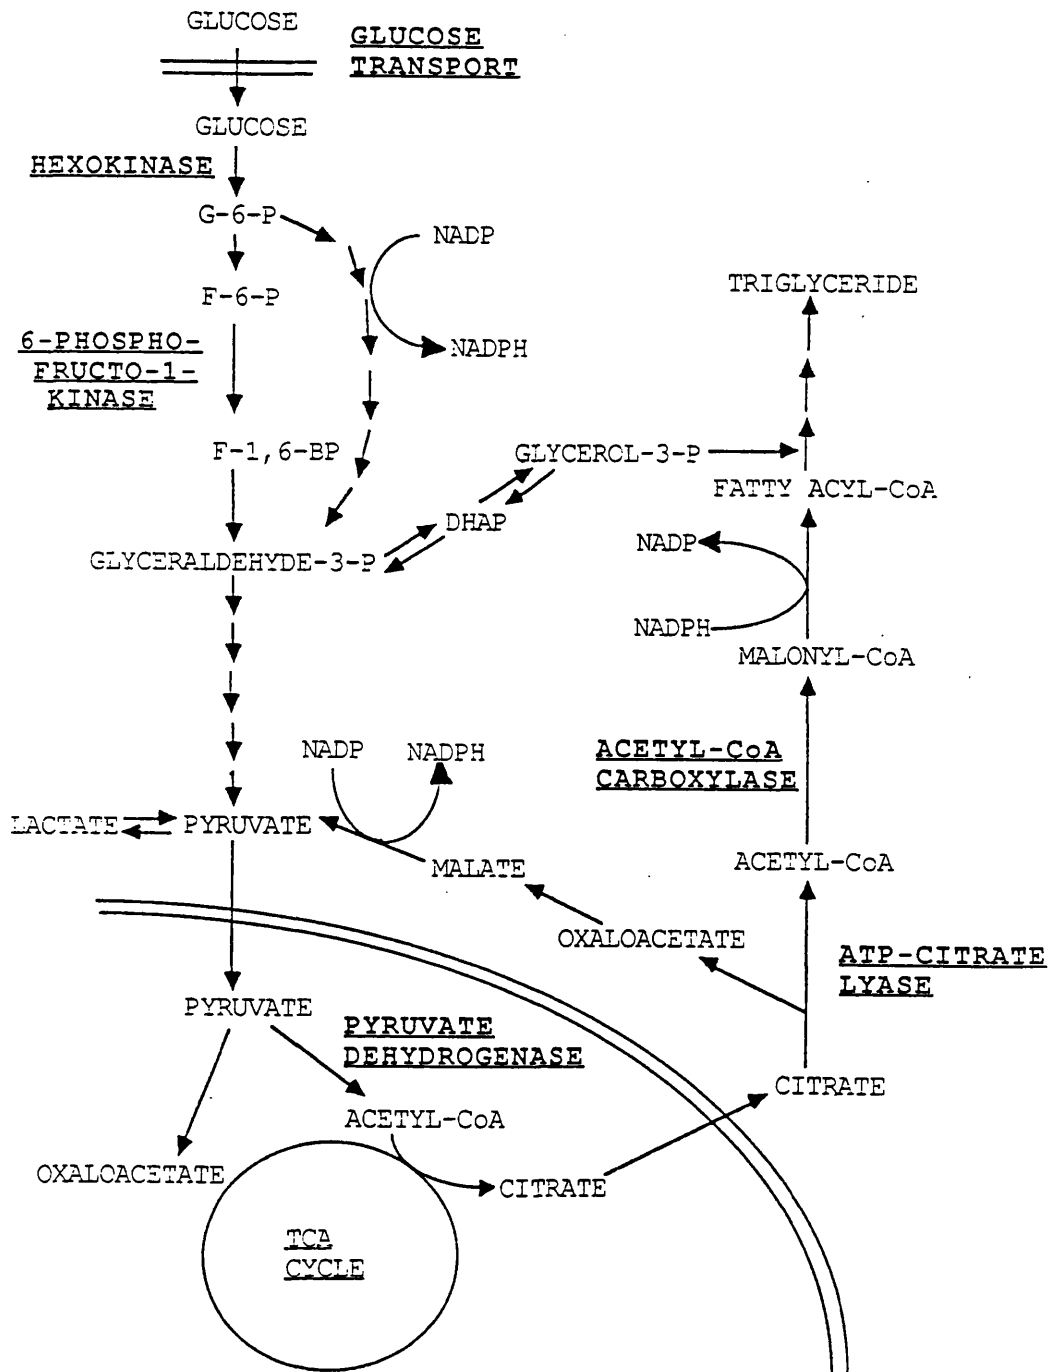 GLUCOSE
GLUCOSE
TRANSPORT
GLUCOSE
HEXOKINASE
G-6-P
NADP
F-6-P
TRIGLYCERIDE
6-PHOSPHO-
FRUCTO-1-
KINASE
NADPH
F-1,6-BP
GLYCEROL-3-P
FATTY ACYL-CoA
DHAP
GLYCERALDEHYDE-3-P
NADP
NADPH
MALONYL-CoA
NADP
NADPH
ACETYL-CoA
CARBOXYLASE
LACTATE
PYRUVATE
MALATE
ACETYL-CoA
OXALOACETATE
ATP-CITRATE
LYASE
PYRUVATE
PYRUVATE
DEHYDROGENASE
CITRATE
ACETYL-CoA
OXALOACETATE
CITRATE
TCA
CYCLE